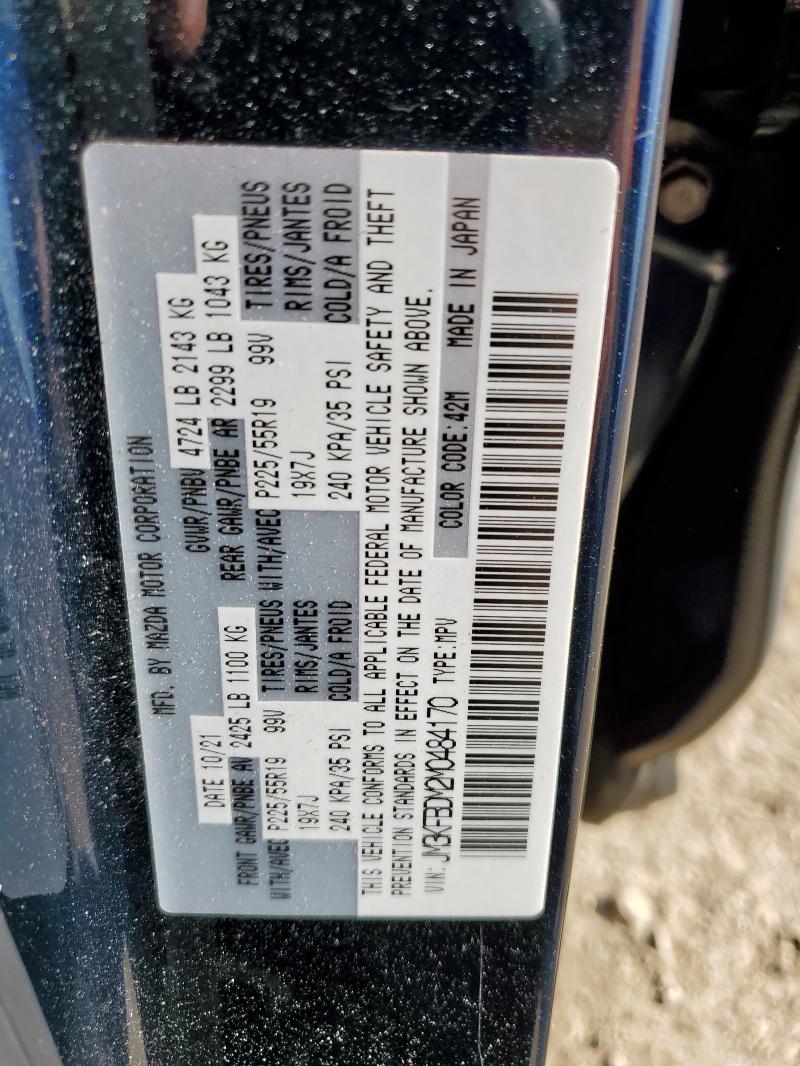 MFD. BY MAZDA MOTOR CORPORATION
DATE 10/21 GVWR/PNBV 4724 LB 2143 KG
FRONT GAWR/PNBE AV 2425 LB 1100 KG REAR GAWR/PNBE AR 2299 LB 1043 KG
WITH/AVEC P225/55R19 99V TIRES/PNEUS WITH/AVEC P225/55R19 99V TIRES/PNEUS
19X7J RIMS/JANTES 19X7J RIMS/JANTES
240 KPA/35 PSI COLD/A FROID 240 KPA/35 PSI COLD/A FROID
THIS VEHICLE CONFORMS TO ALL APPLICABLE FEDERAL MOTOR VEHICLE SAFETY AND THEFT
PREVENTION STANDARDS IN EFFECT ON THE DATE OF MANUFACTURE SHOWN ABOVE.
VIN: JM3KFBDM2M0484170 TYPE:MPV COLOR CODE.42M MADE IN JAPAN